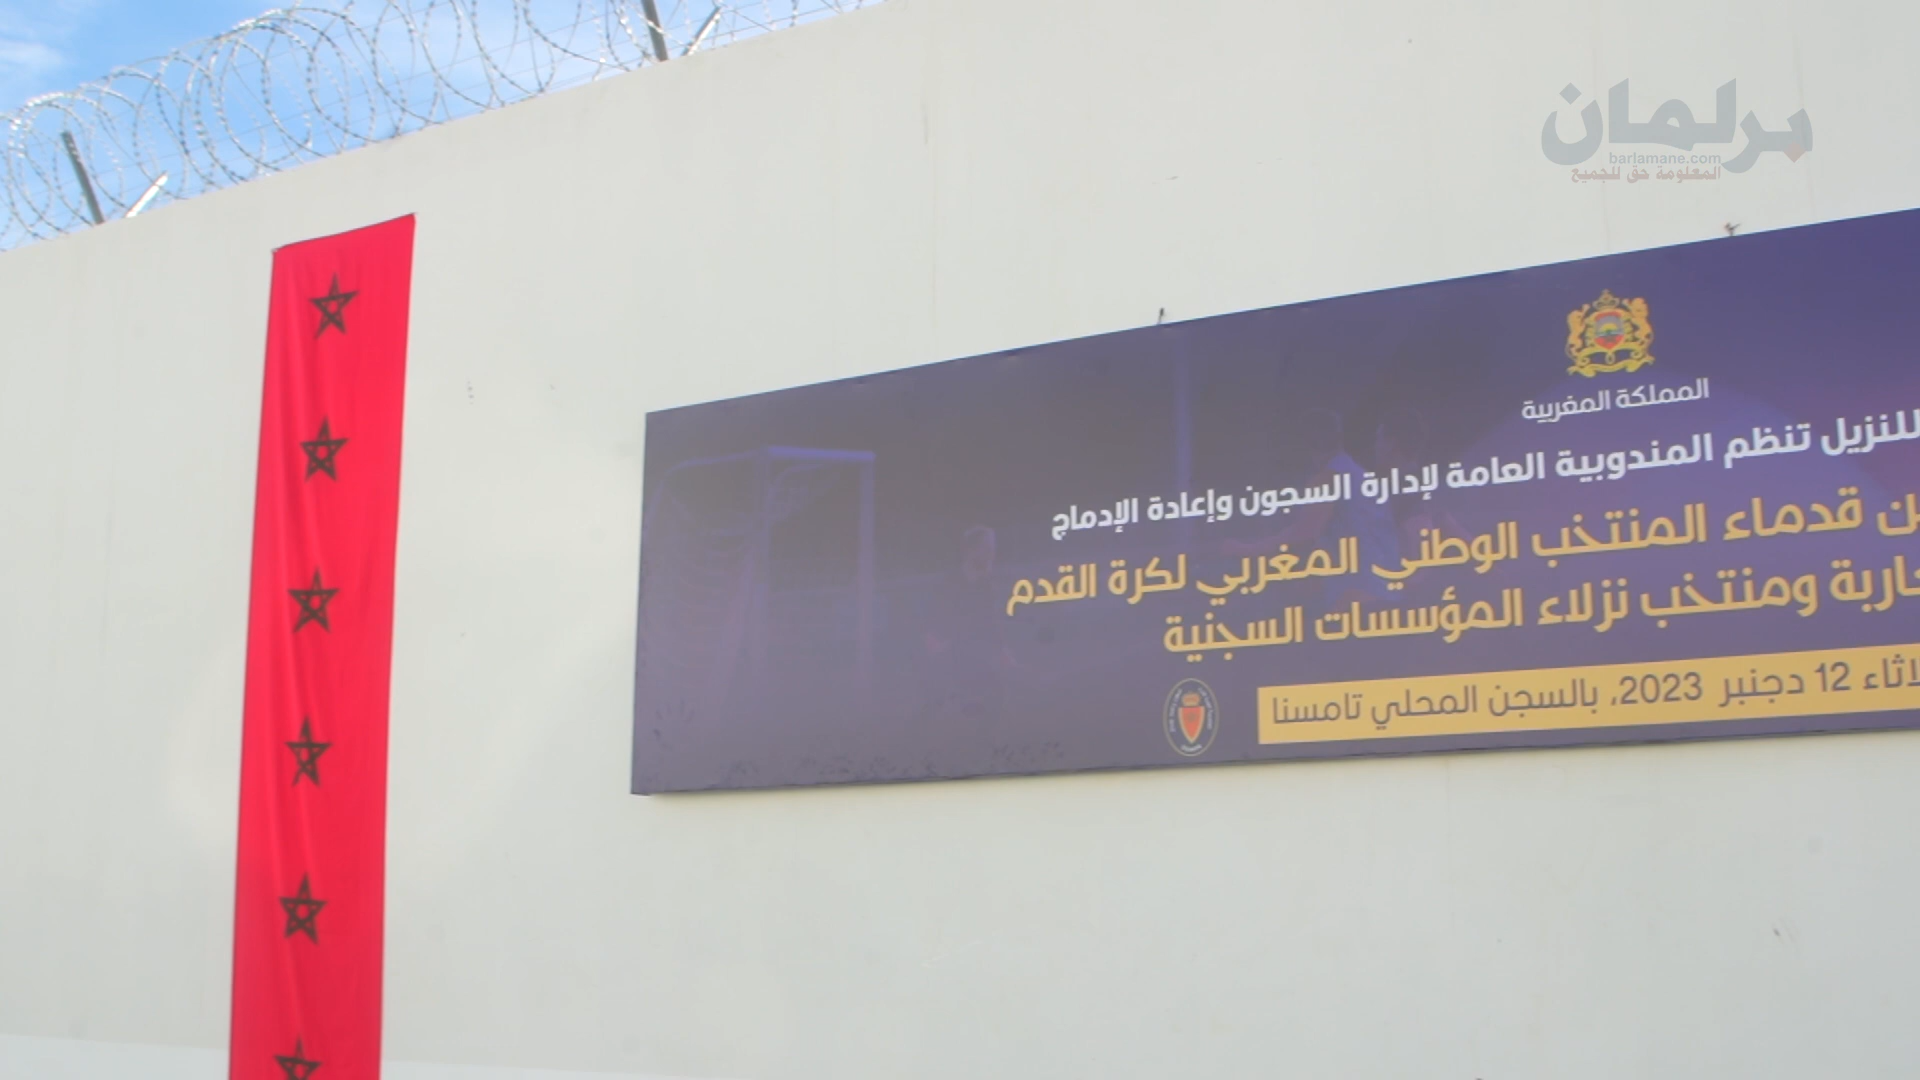 برلمان
barlamane.com
المعلومة حق للجميع
المملكة المغربية
للنزيل تنظم المندوبية العامة لإدارة السجون وإعادة الإدماج
قدماء المنتخب الوطني المغربي لكرة القدم
ومنتخب نزلاء المؤسسات السجنية
12 دجنبر 2023، بالسجن المحلي تامسنا